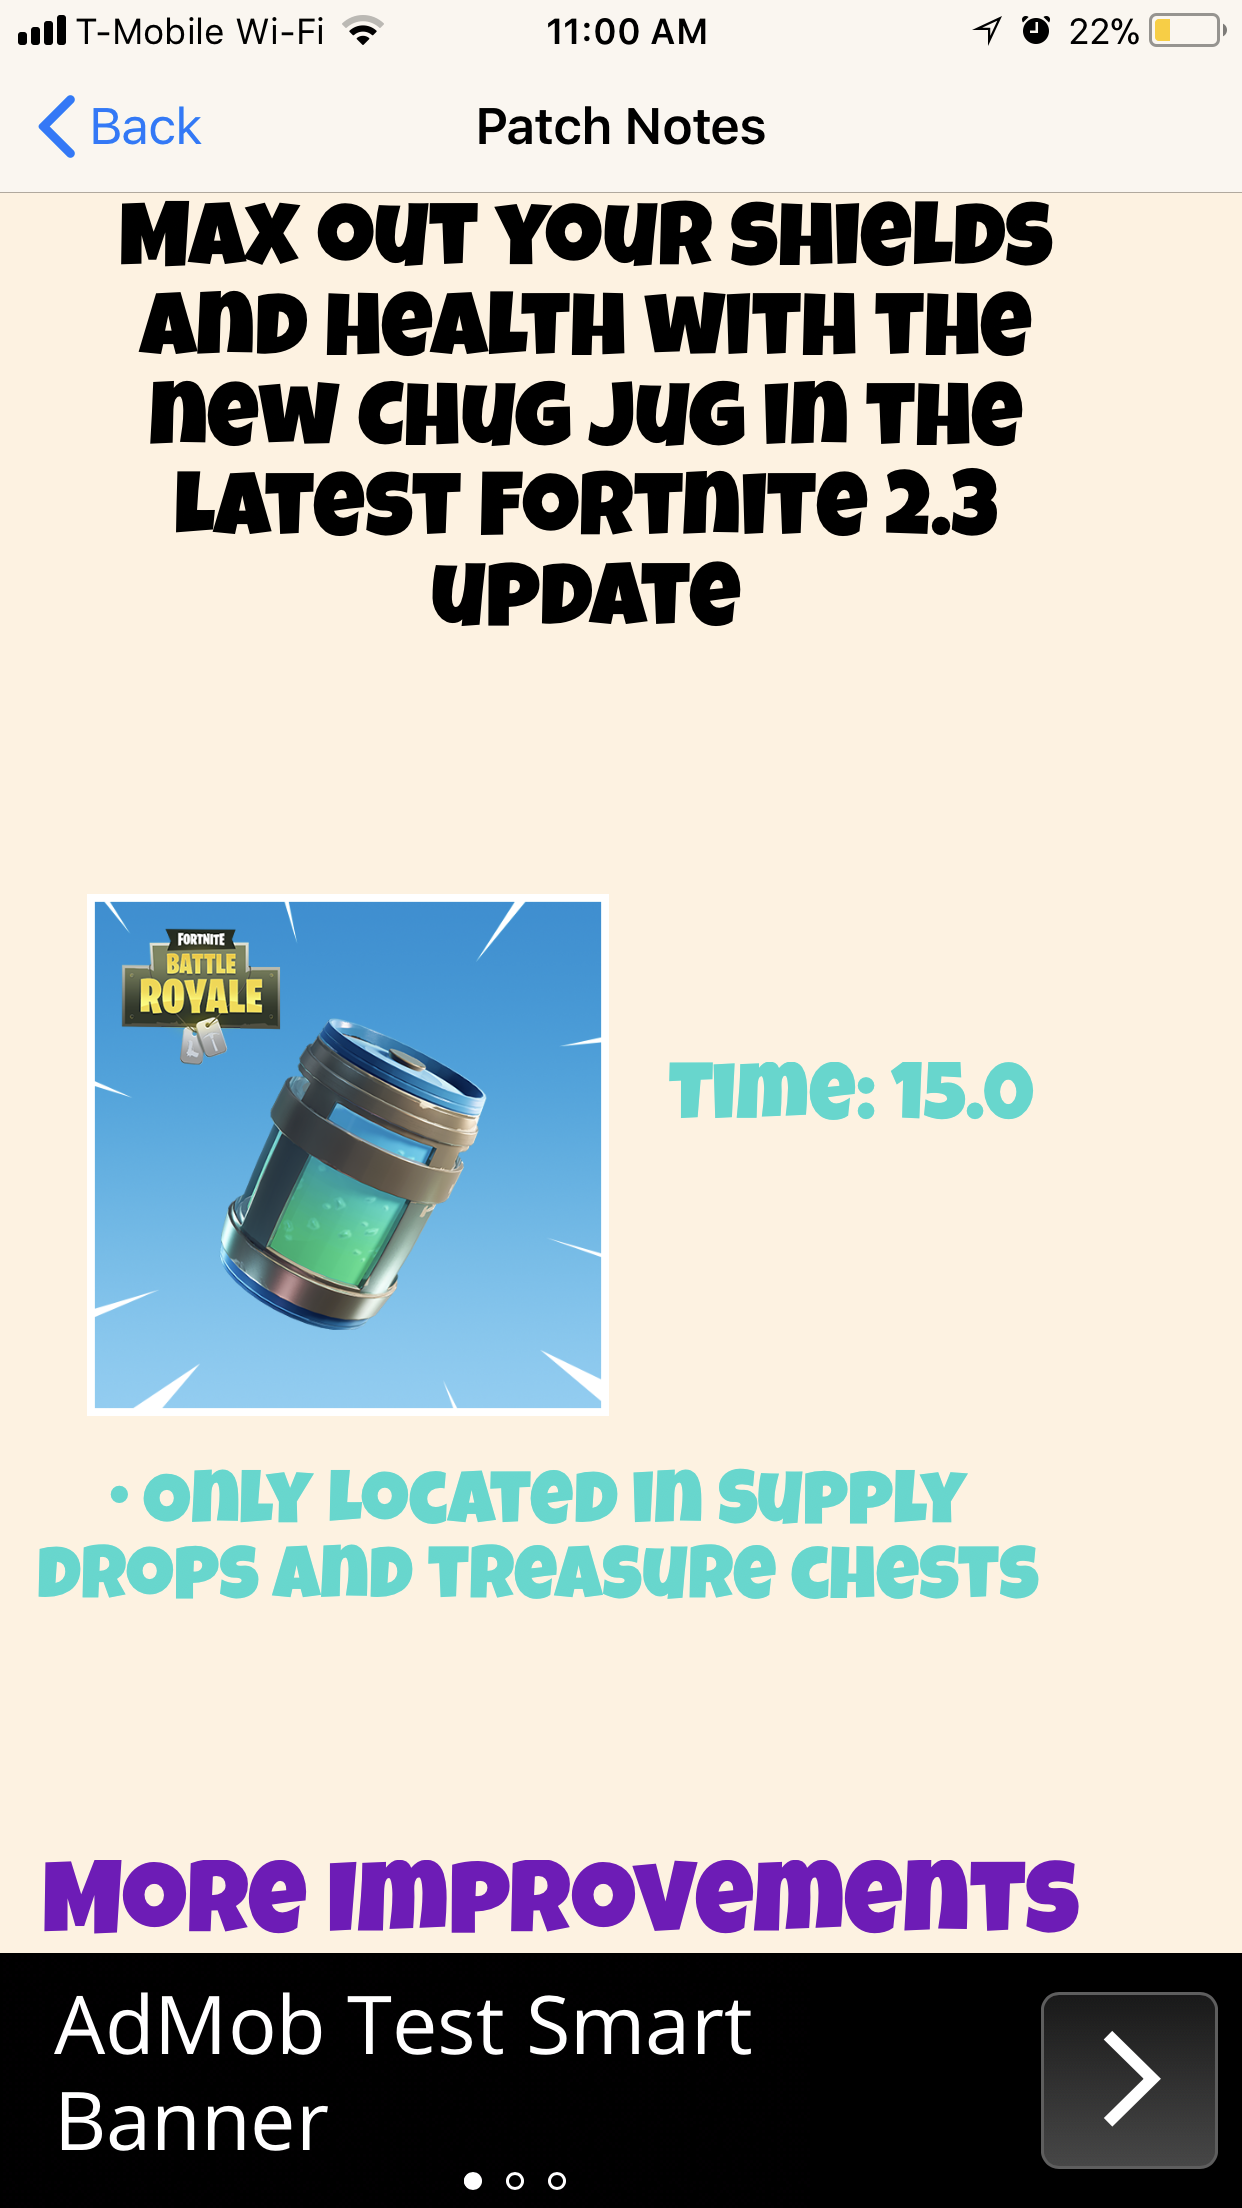 T-Mobile Wi-Fi 11:00 AM 22%
Back Patch Notes
MAX OUT YOUR SHIELDS
AND HEALTH WITH THE
NEW CHUG JUG IN THE
LATEST FORTNITE 2.3
UPDATE
FORTNITE
BATTLE
ROYALE
TIME: 15.0
• ONLY LOCATED IN SUPPLY
DROPS AND TREASURE CHESTS
MORE IMPROVEMENTS
AdMob Test Smart
Banner